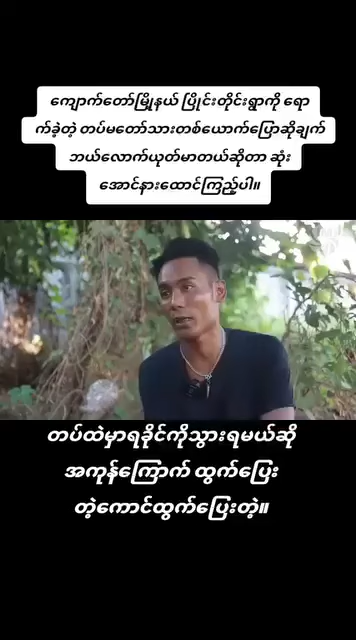 ကျောက်တော်မြို့နယ် ပြိုင်းတိုင်းရွာကို ရော
က်ခဲ့တဲ့ တပ်မတော်သားတစ်ယောက်ပြောဆိုချက်
ဘယ်လောက်ယုတ်မာတယ်ဆိုတာ ဆုံး
အောင်နားထောင်ကြည့်ပါ။
တပ်ထဲမှာရခိုင်ကိုသွားရမယ်ဆို
အကုန်ကြောက် ထွက်ပြေး
တဲ့ကောင်ထွက်ပြေးတဲ့။